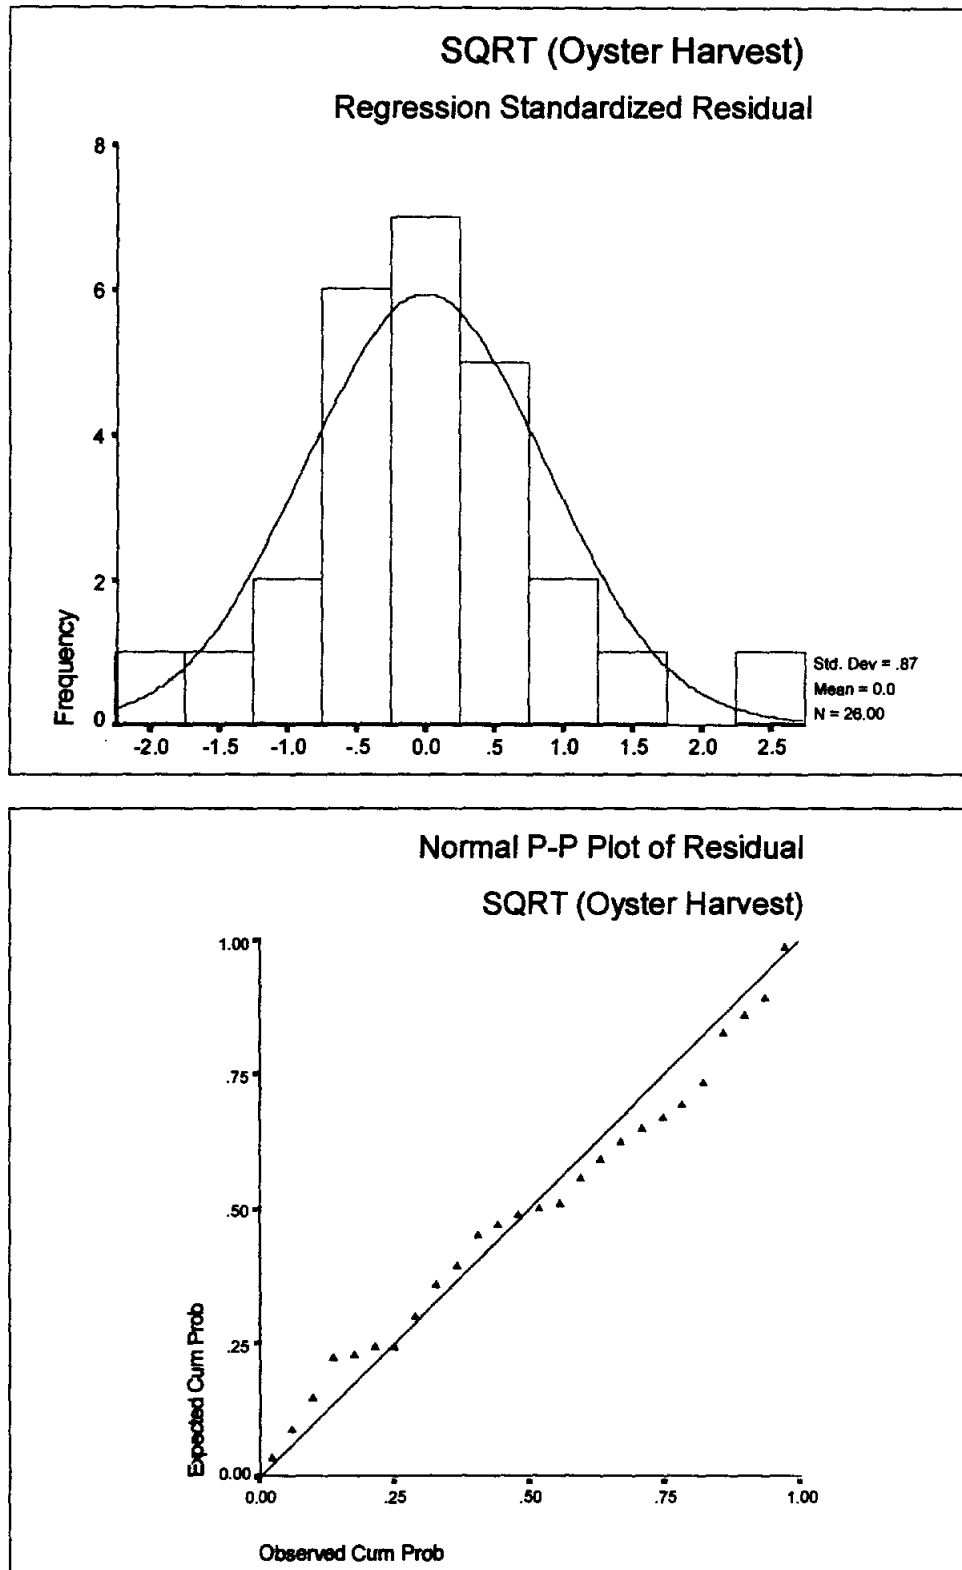 SQRT (Oyster Harvest)
Regression Standardized Residual
8
6
4
2
0
Frequency
-2.0 -1.5 -1.0 -.5 0.0 .5 1.0 1.5 2.0 2.5
Std. Dev = .87
Mean = 0.0
N = 26.00
Normal P-P Plot of Residual
SQRT (Oyster Harvest)
1.00
.75
.50
.25
0.00
Expected Cum Prob
0.00 .25 .50 .75 1.00
Observed Cum Prob